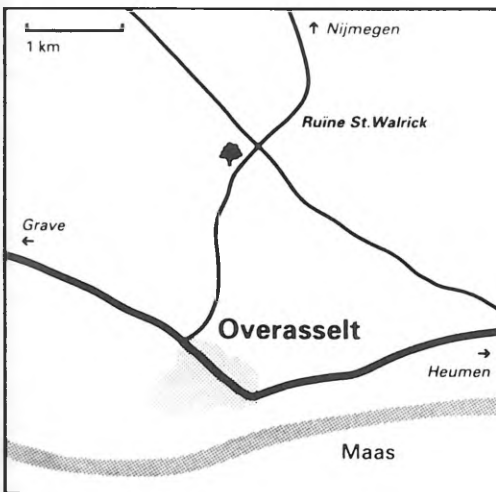 ↑ Nijmegen
1 km
Ruïne St. Walrick
Grave
←
Overasselt
→
Heumen
Maas